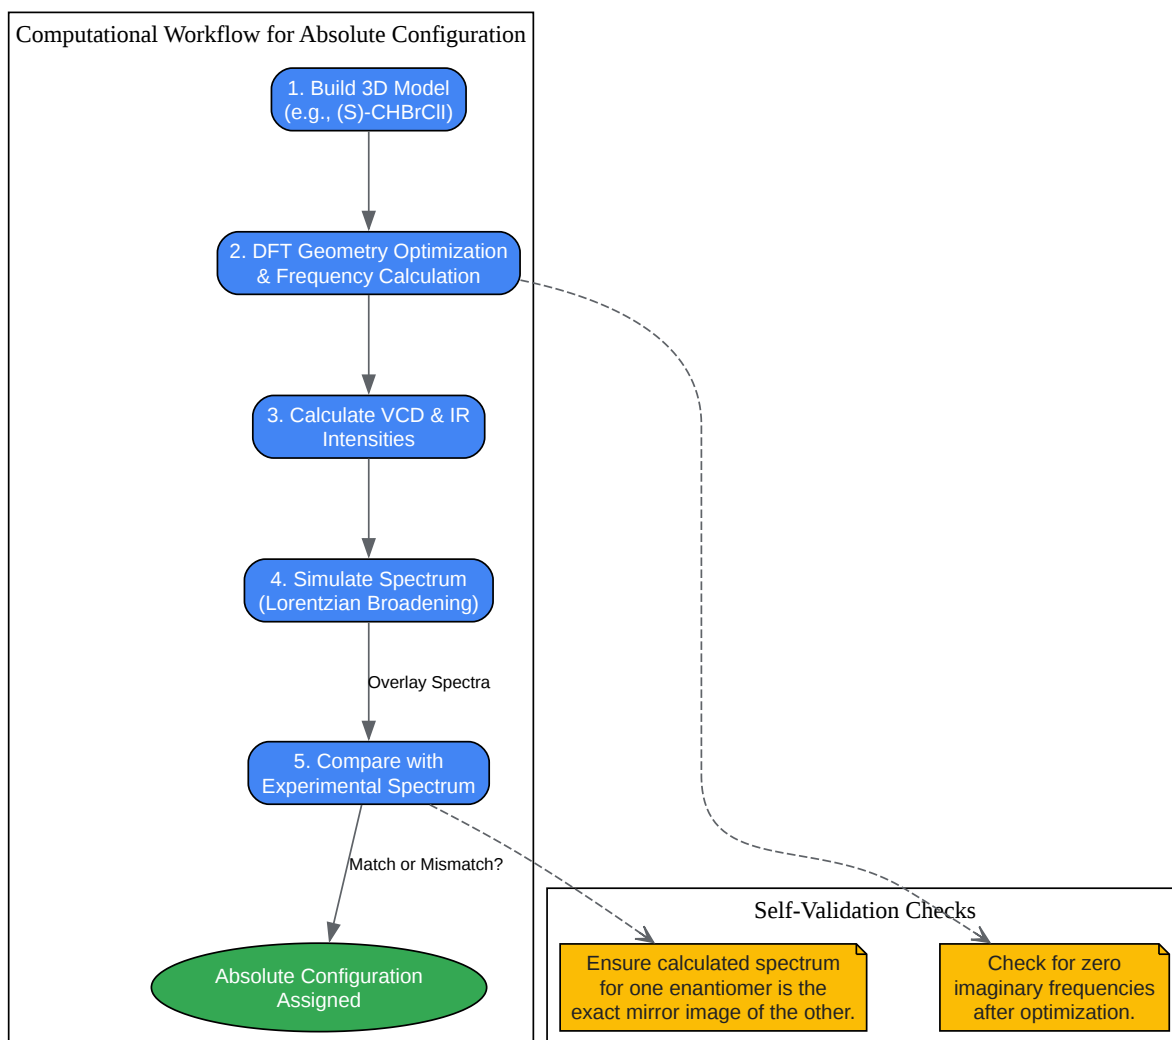 Computational Workflow for Absolute Configuration
1. Build 3D Model
(e.g., (S)-CHBrClI)
2. DFT Geometry Optimization
& Frequency Calculation
3. Calculate VCD & IR
Intensities
4. Simulate Spectrum
(Lorentzian Broadening)
Overlay Spectra
5. Compare with
Experimental Spectrum
Match or Mismatch?
Absolute Configuration
Assigned
Self-Validation Checks
Ensure calculated spectrum
for one enantiomer is the
exact mirror image of the other.
Check for zero
imaginary frequencies
after optimization.